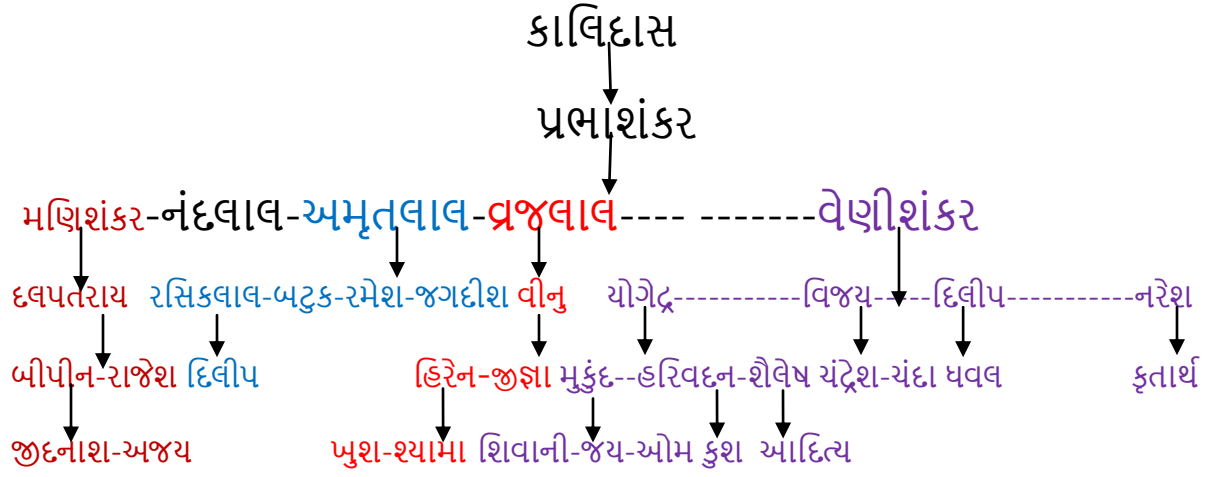 કાલિદાસ
પ્રભાશંકર
મણિશંકર-નંદલાલ-અમૃતલાલ-વ્રજલાલ---- -------વેણીશંકર
દલપતરાય રસિકલાલ-બટુક-રમેશ-જગદીશ વીનુ યોગેદ્ર-----------વિજય------દિલીપ-----------નરેશ
બીપીન-રાજેશ દિલીપ હિરેન-જીજ્ઞા મુકુંદ--હરિવદન-શૈલેષ ચંદ્રેશ-ચંદા ધવલ કૃતાર્થ
જીદનાશ-અજય ખુશ-શ્યામા શિવાની-જય-ઓમ કુશ આદિત્ય